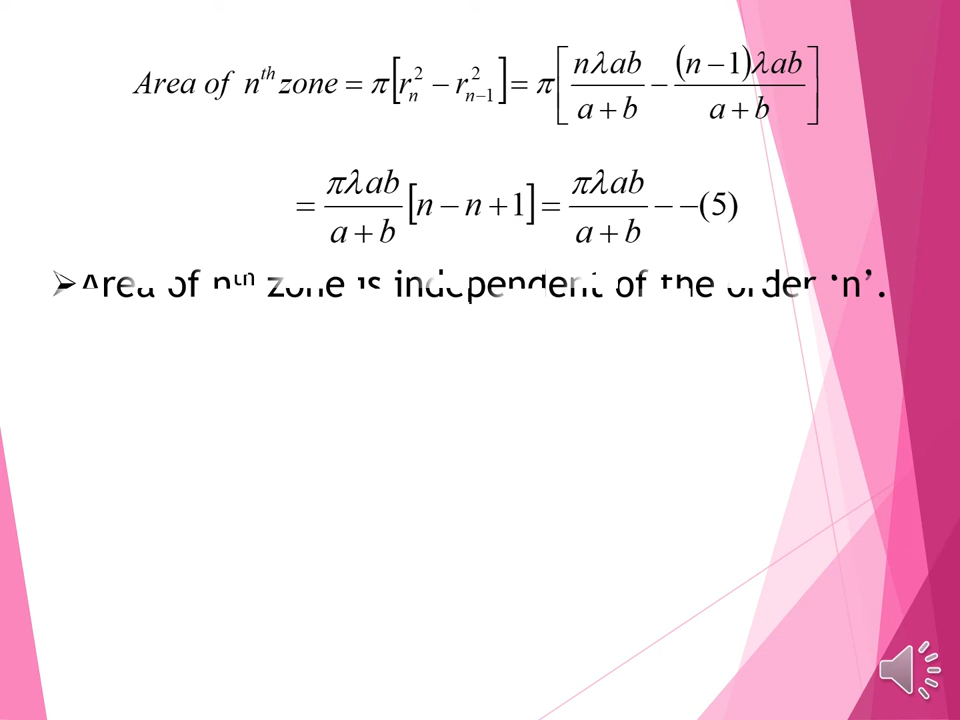 Area of n^{th} zone = π[r_n^2 − r_{n−1}^2] = π[nλab/(a + b) − (n − 1)λab/(a + b)]
= πλab/(a + b) [n − n + 1] = πλab/(a + b) − −(5)
➢Area of n^{th} zone is independent of the order ‘n’.